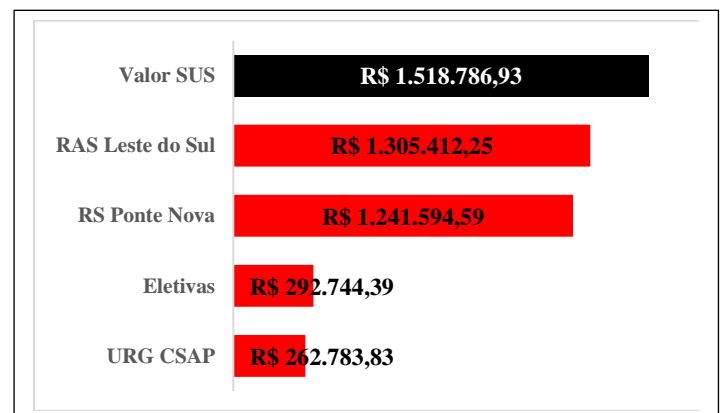 Valor SUS R$ 1.518.786,93
RAS Leste do Sul R$ 1.305.412,25
RS Ponte Nova R$ 1.241.594,59
Eletivas R$ 292.744,39
URG CSAP R$ 262.783,83